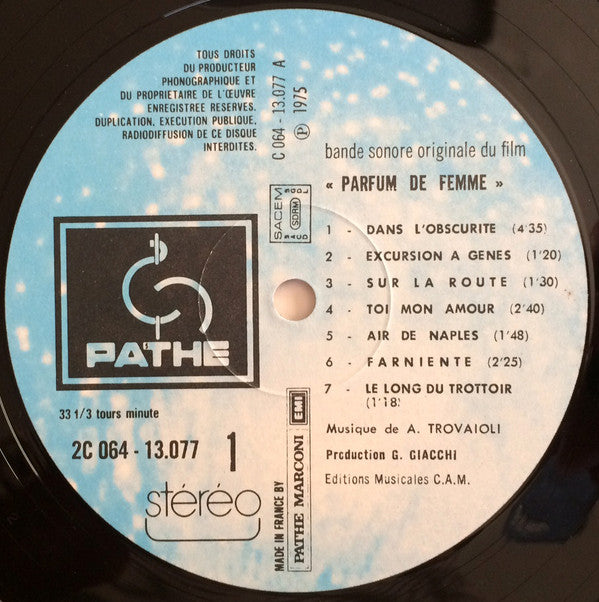 TOUS DROITS
DU PRODUCTEUR
PHONOGRAPHIQUE ET
DU PROPRIETAIRE DE L'ŒUVRE
ENREGISTREE RESERVES.
DUPLICATION, EXECUTION PUBLIQUE,
RADIODIFFUSION DE CE DISQUE
INTERDITES.
C 064 - 13.077 A
Ⓟ 1975
SACEM
SDRM
bande sonore originale du film
« PARFUM DE FEMME »
1 - DANS L'OBSCURITE (4'35)
2 - EXCURSION A GENES (1'20)
3 - SUR LA ROUTE (1'30)
4 - TOI MON AMOUR (2'40)
5 - AIR DE NAPLES (1'48)
6 - FARNIENTE (2'25)
7 - LE LONG DU TROTTOIR
(1'18)
Musique de A. TROVAIOLI
Prcduction G. GIACCHI
Editions Musicales C.A.M.
PATHE
33 1/3 tours minute
2C 064 - 13.077 1
stéréo
MADE IN FRANCE BY
PATHE MARCONI EMI